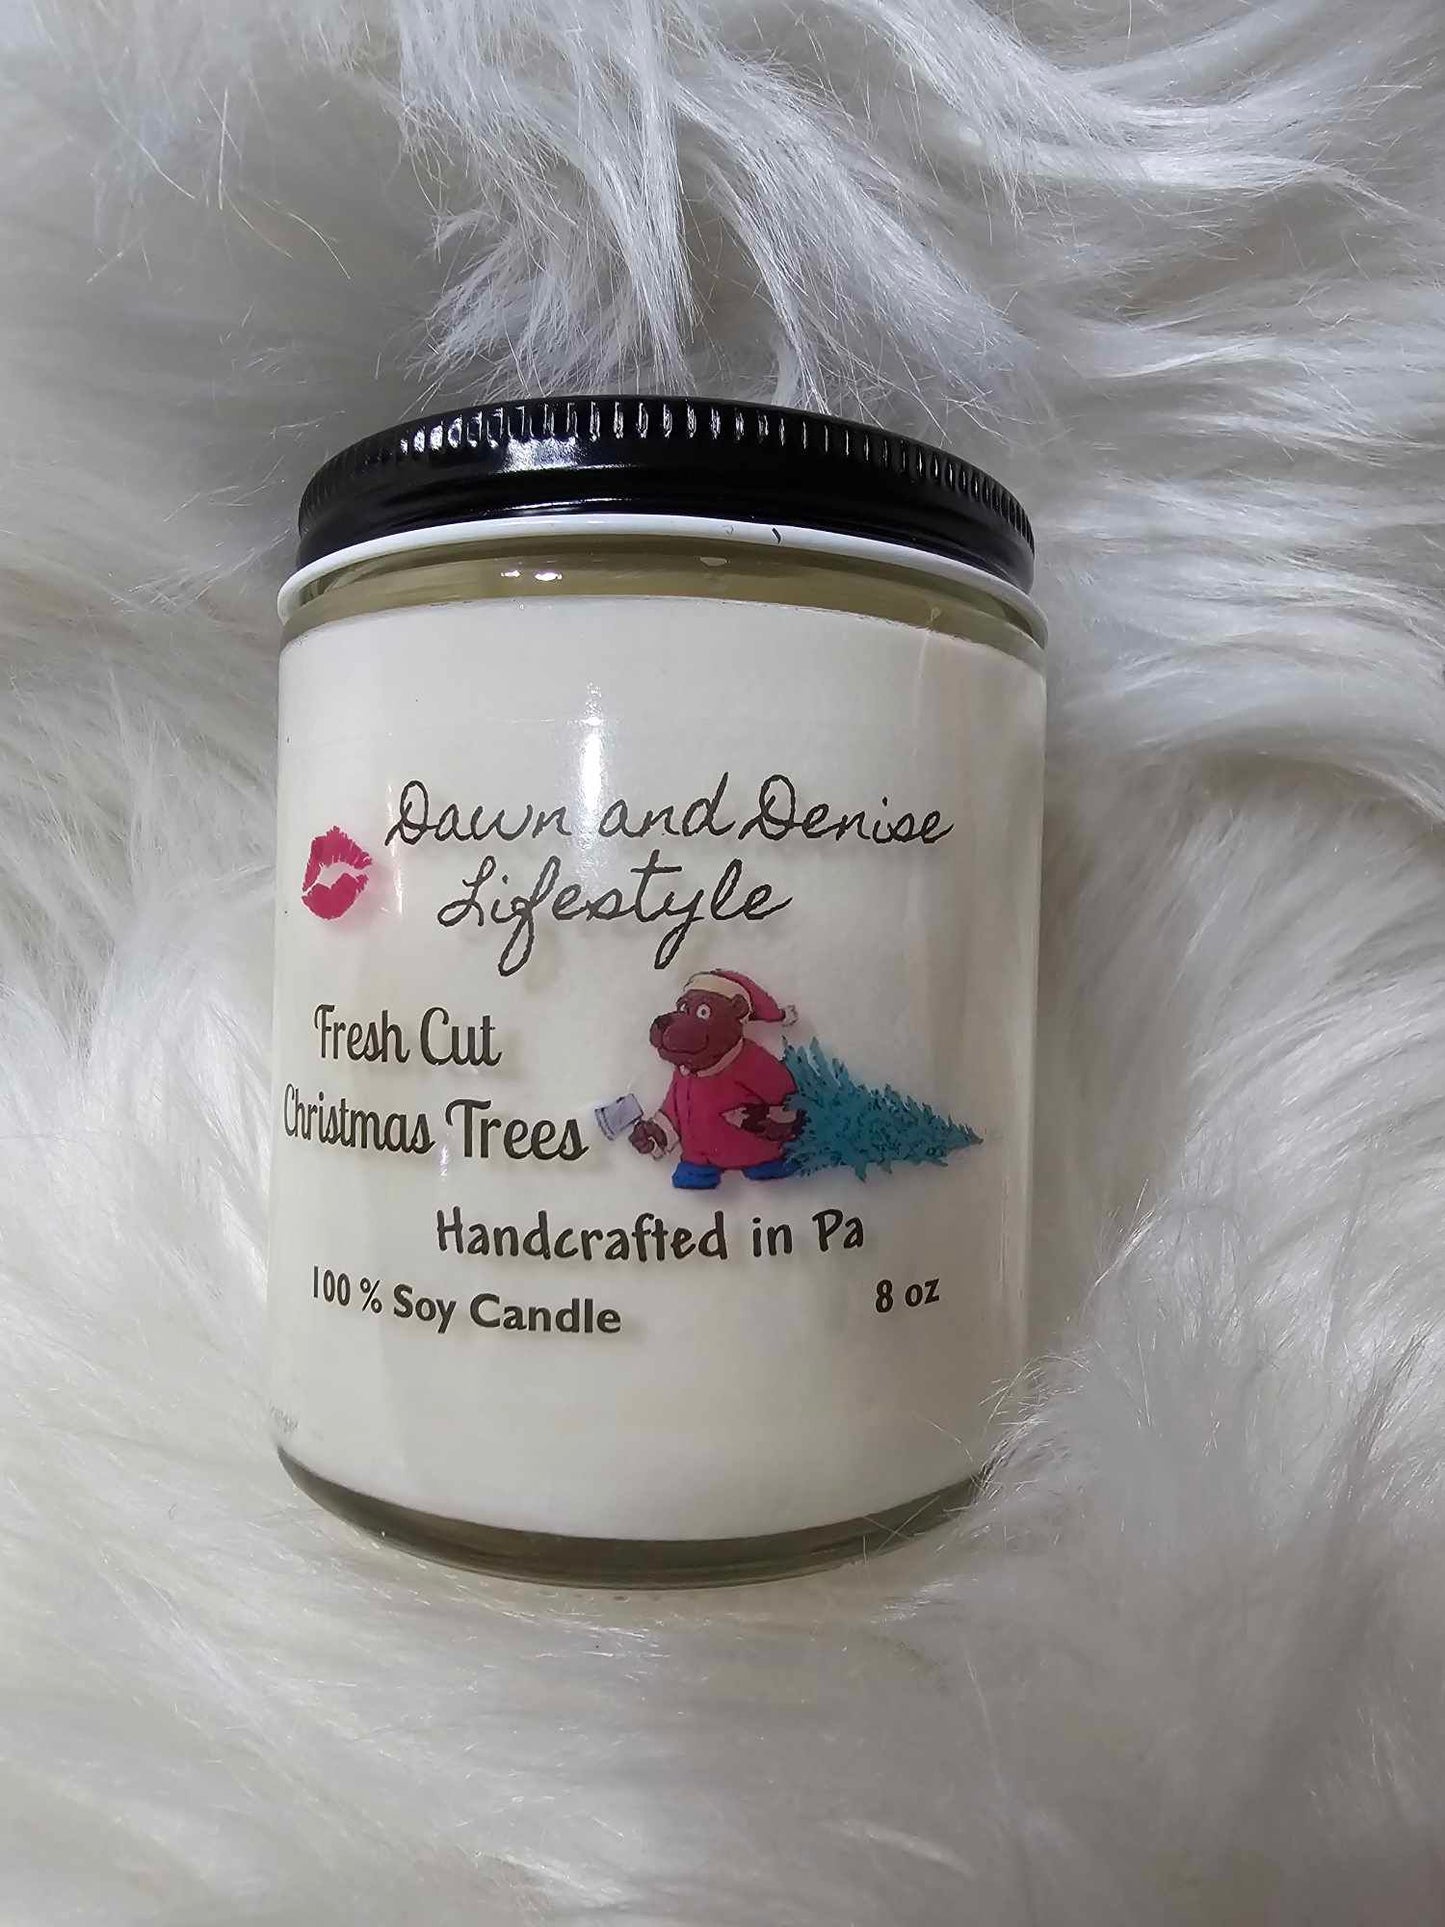 Dawn and Denise
Lifestyle
Fresh Cut
Christmas Trees
Handcrafted in Pa
100 % Soy Candle
8 oz